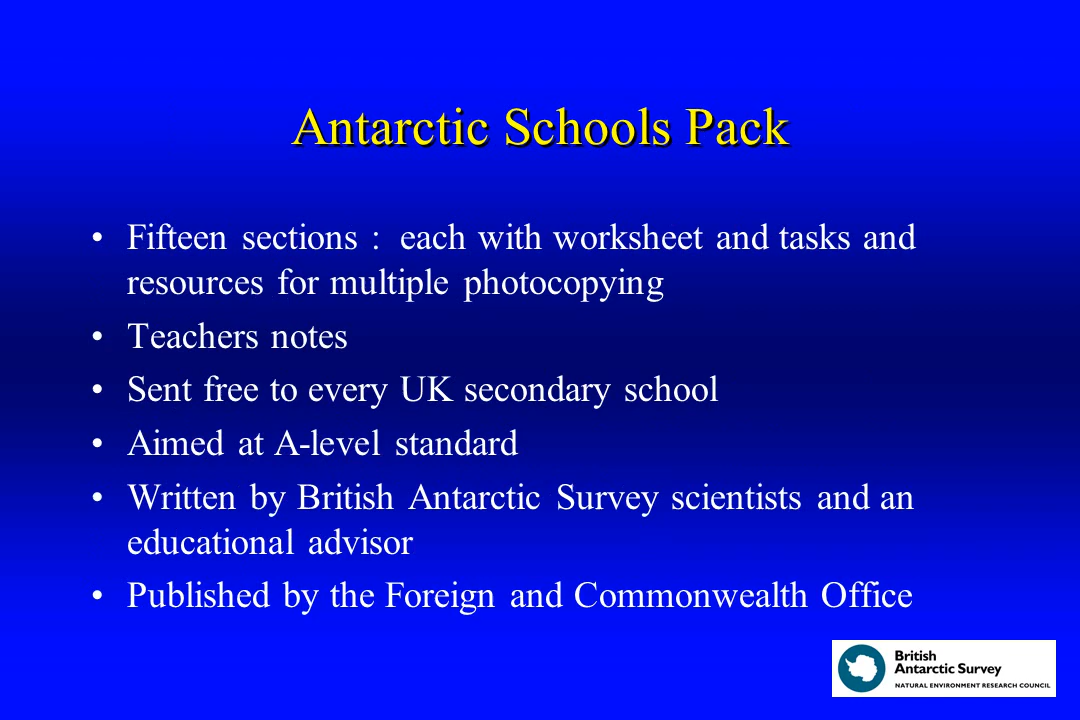 Antarctic Schools Pack
• Fifteen sections : each with worksheet and tasks and
resources for multiple photocopying
• Teachers notes
• Sent free to every UK secondary school
• Aimed at A-level standard
• Written by British Antarctic Survey scientists and an
educational advisor
• Published by the Foreign and Commonwealth Office
British
Antarctic Survey
NATURAL ENVIRONMENT RESEARCH COUNCIL